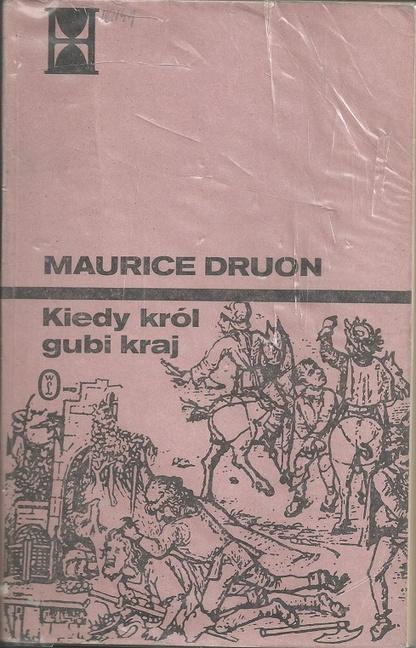 MAURICE DRUON
Kiedy król
gubi kraj